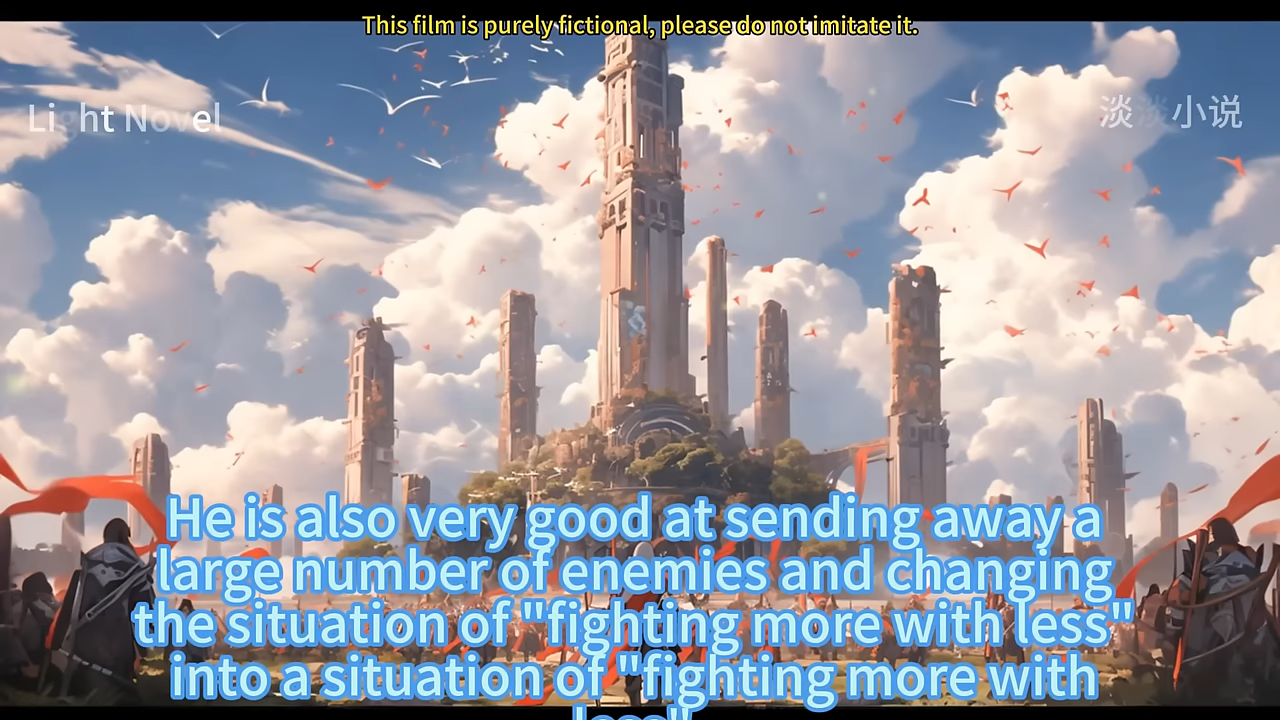 This film is purely fictional, please do not imitate it.
Light Novel
淡淡小说
He is also very good at sending away a
large number of enemies and changing
the situation of "fighting more with less"
into a situation of "fighting more with
less"